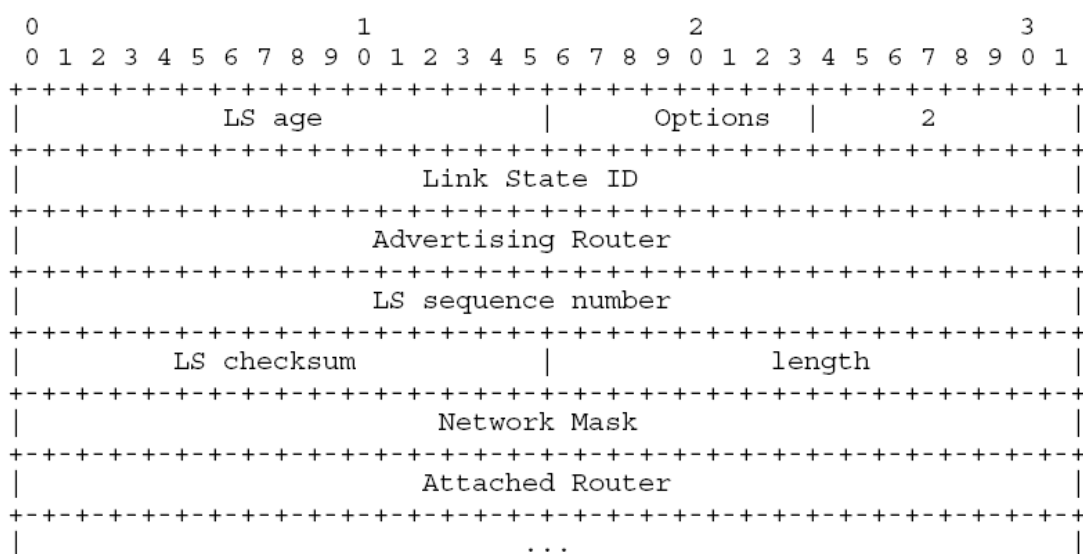 0 1 2 3
0 1 2 3 4 5 6 7 8 9 0 1 2 3 4 5 6 7 8 9 0 1 2 3 4 5 6 7 8 9 0 1
+-+-+-+-+-+-+-+-+-+-+-+-+-+-+-+-+-+-+-+-+-+-+-+-+-+-+-+-+-+-+-+-+
| LS age | Options | 2 |
+-+-+-+-+-+-+-+-+-+-+-+-+-+-+-+-+-+-+-+-+-+-+-+-+-+-+-+-+-+-+-+-+
| Link State ID |
+-+-+-+-+-+-+-+-+-+-+-+-+-+-+-+-+-+-+-+-+-+-+-+-+-+-+-+-+-+-+-+-+
| Advertising Router |
+-+-+-+-+-+-+-+-+-+-+-+-+-+-+-+-+-+-+-+-+-+-+-+-+-+-+-+-+-+-+-+-+
| LS sequence number |
+-+-+-+-+-+-+-+-+-+-+-+-+-+-+-+-+-+-+-+-+-+-+-+-+-+-+-+-+-+-+-+-+
| LS checksum | length |
+-+-+-+-+-+-+-+-+-+-+-+-+-+-+-+-+-+-+-+-+-+-+-+-+-+-+-+-+-+-+-+-+
| Network Mask |
+-+-+-+-+-+-+-+-+-+-+-+-+-+-+-+-+-+-+-+-+-+-+-+-+-+-+-+-+-+-+-+-+
| Attached Router |
+-+-+-+-+-+-+-+-+-+-+-+-+-+-+-+-+-+-+-+-+-+-+-+-+-+-+-+-+-+-+-+-+
| ... |